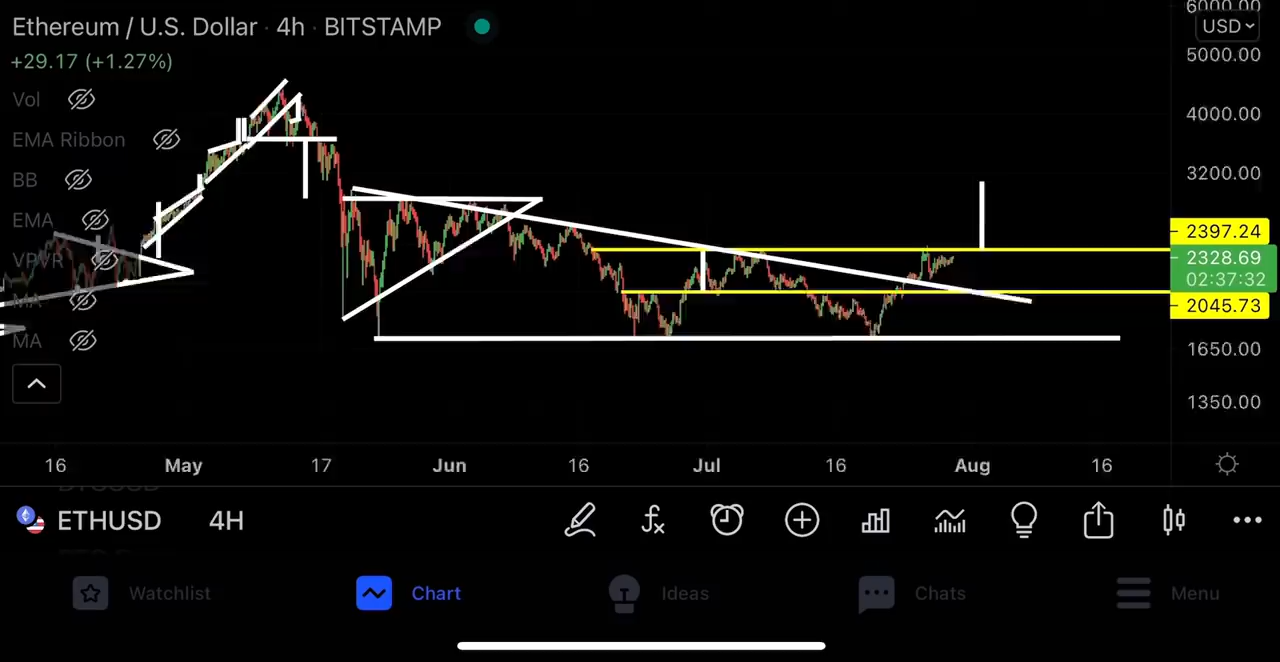 Ethereum / U.S. Dollar · 4h · BITSTAMP
+29.17 (+1.27%)
Vol
EMA Ribbon
BB
EMA
VPVR
MA
MA
6000.00
USD
5000.00
4000.00
3200.00
2397.24
2328.69
02:37:32
2045.73
1650.00
1350.00
16 May 17 Jun 16 Jul 16 Aug 16
BTCUSD
ETHUSD 4H
Watchlist Chart Ideas Chats Menu